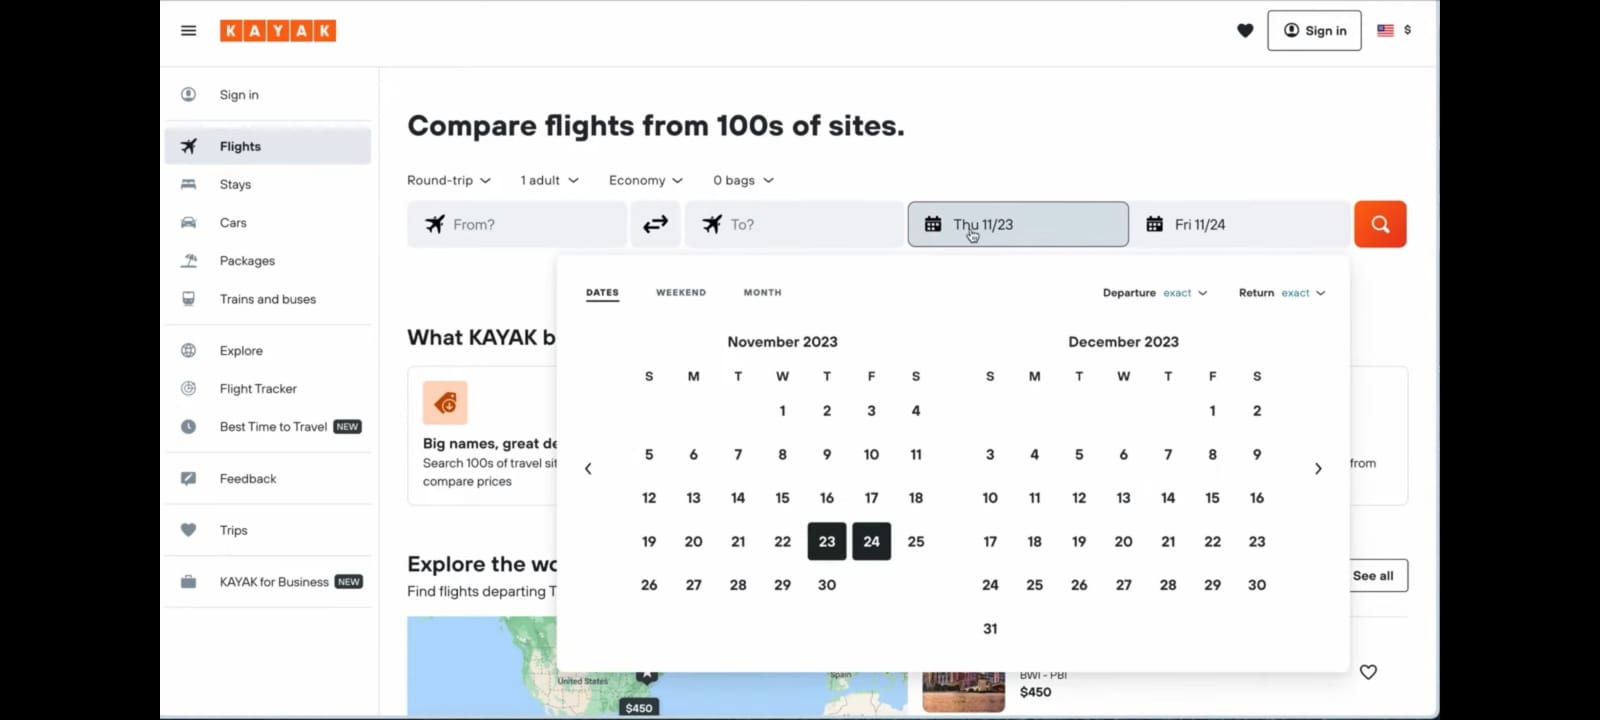 KAYAK
Sign in
$
Sign in
Flights
Stays
Cars
Packages
Trains and buses
Explore
Flight Tracker
Best Time to Travel NEW
Feedback
Trips
KAYAK for Business NEW
Compare flights from 100s of sites.
Round-trip 1 adult Economy 0 bags
From? To? Thu 11/23 Fri 11/24
DATES WEEKEND MONTH Departure exact Return exact
What KAYAK b
Big names, great de
Search 100s of travel sit
compare prices
from
November 2023
S M T W T F S
1 2 3 4
5 6 7 8 9 10 11
12 13 14 15 16 17 18
19 20 21 22 23 24 25
26 27 28 29 30
December 2023
S M T W T F S
1 2
3 4 5 6 7 8 9
10 11 12 13 14 15 16
17 18 19 20 21 22 23
24 25 26 27 28 29 30
31
Explore the wo
See all
Find flights departing T
United States
$450
Spain
BWI - PBI
$450